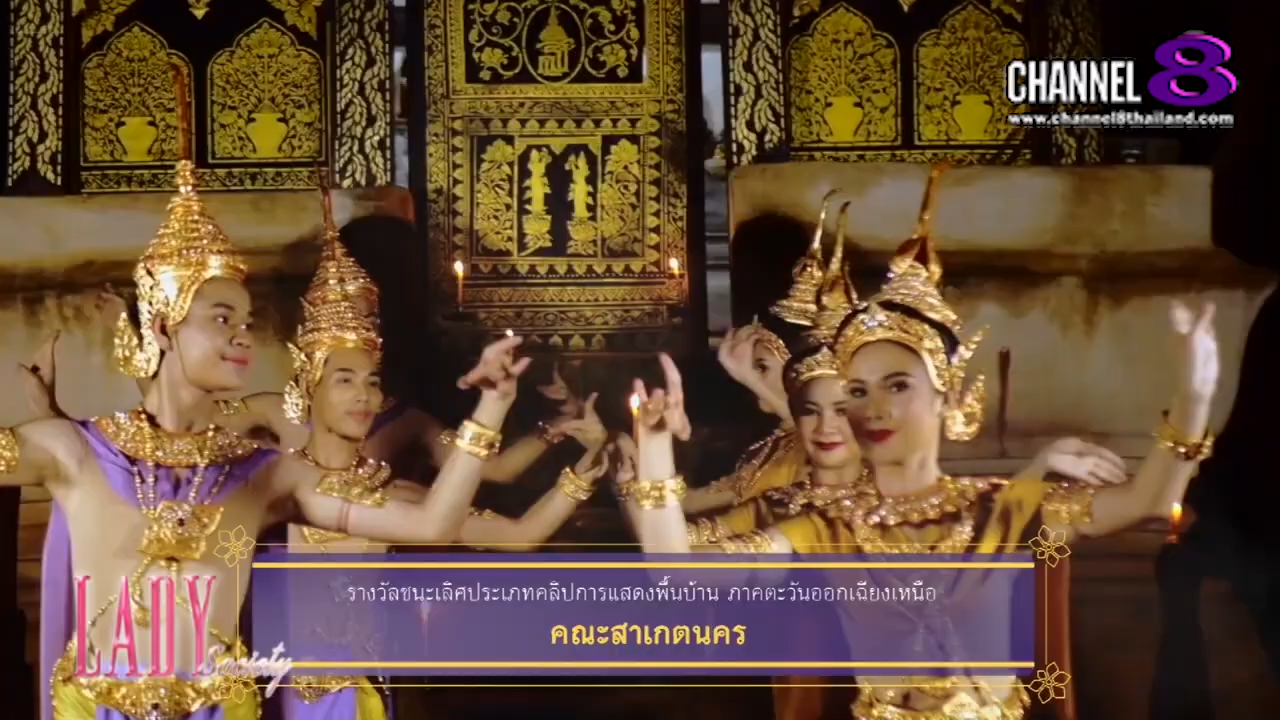 CHANNEL 8
www.channel8thailand.com
รางวัลชนะเลิศประเภทคลิปการแสดงพื้นบ้าน ภาคตะวันออกเฉียงเหนือ
คณะสาเกตนคร
LADY
Society